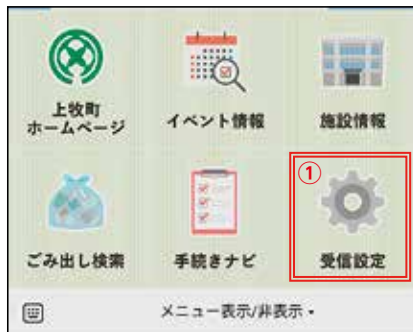 上牧町
ホームページ
イベント情報
施設情報
①
ごみ出し検索
手続きナビ
受信設定
メニュー表示/非表示▾